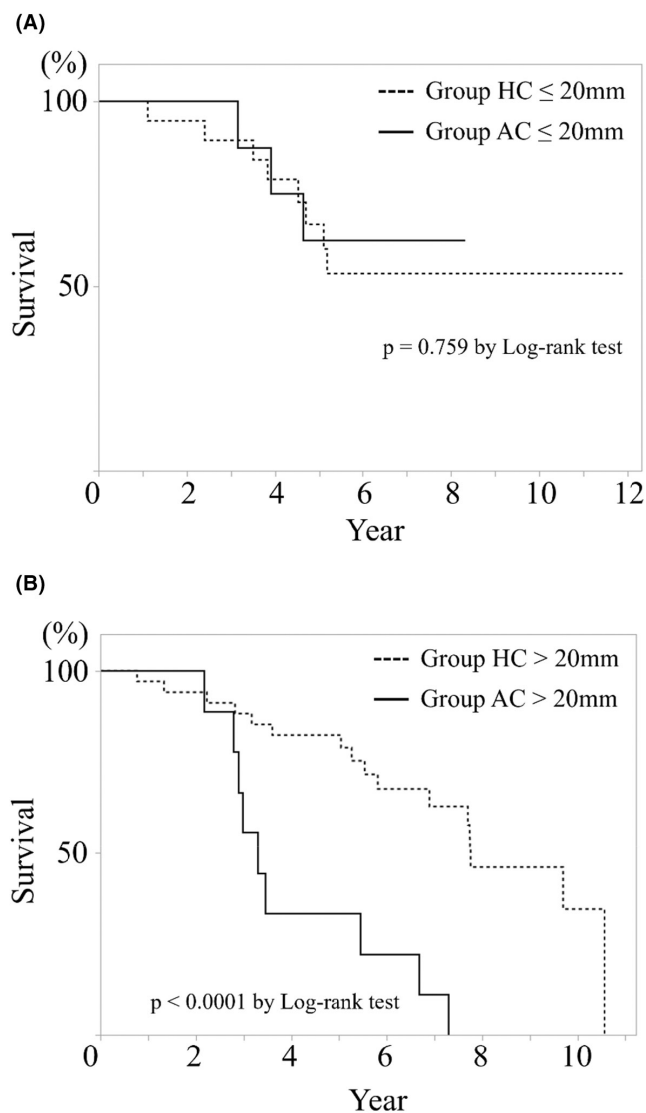 (A)
(%)
100
Group HC ≤ 20mm
Group AC ≤ 20mm
50
Survival
p = 0.759 by Log-rank test
0 2 4 6 8 10 12
Year
(B)
(%)
100
Group HC > 20mm
Group AC > 20mm
50
Survival
p < 0.0001 by Log-rank test
0 2 4 6 8 10
Year